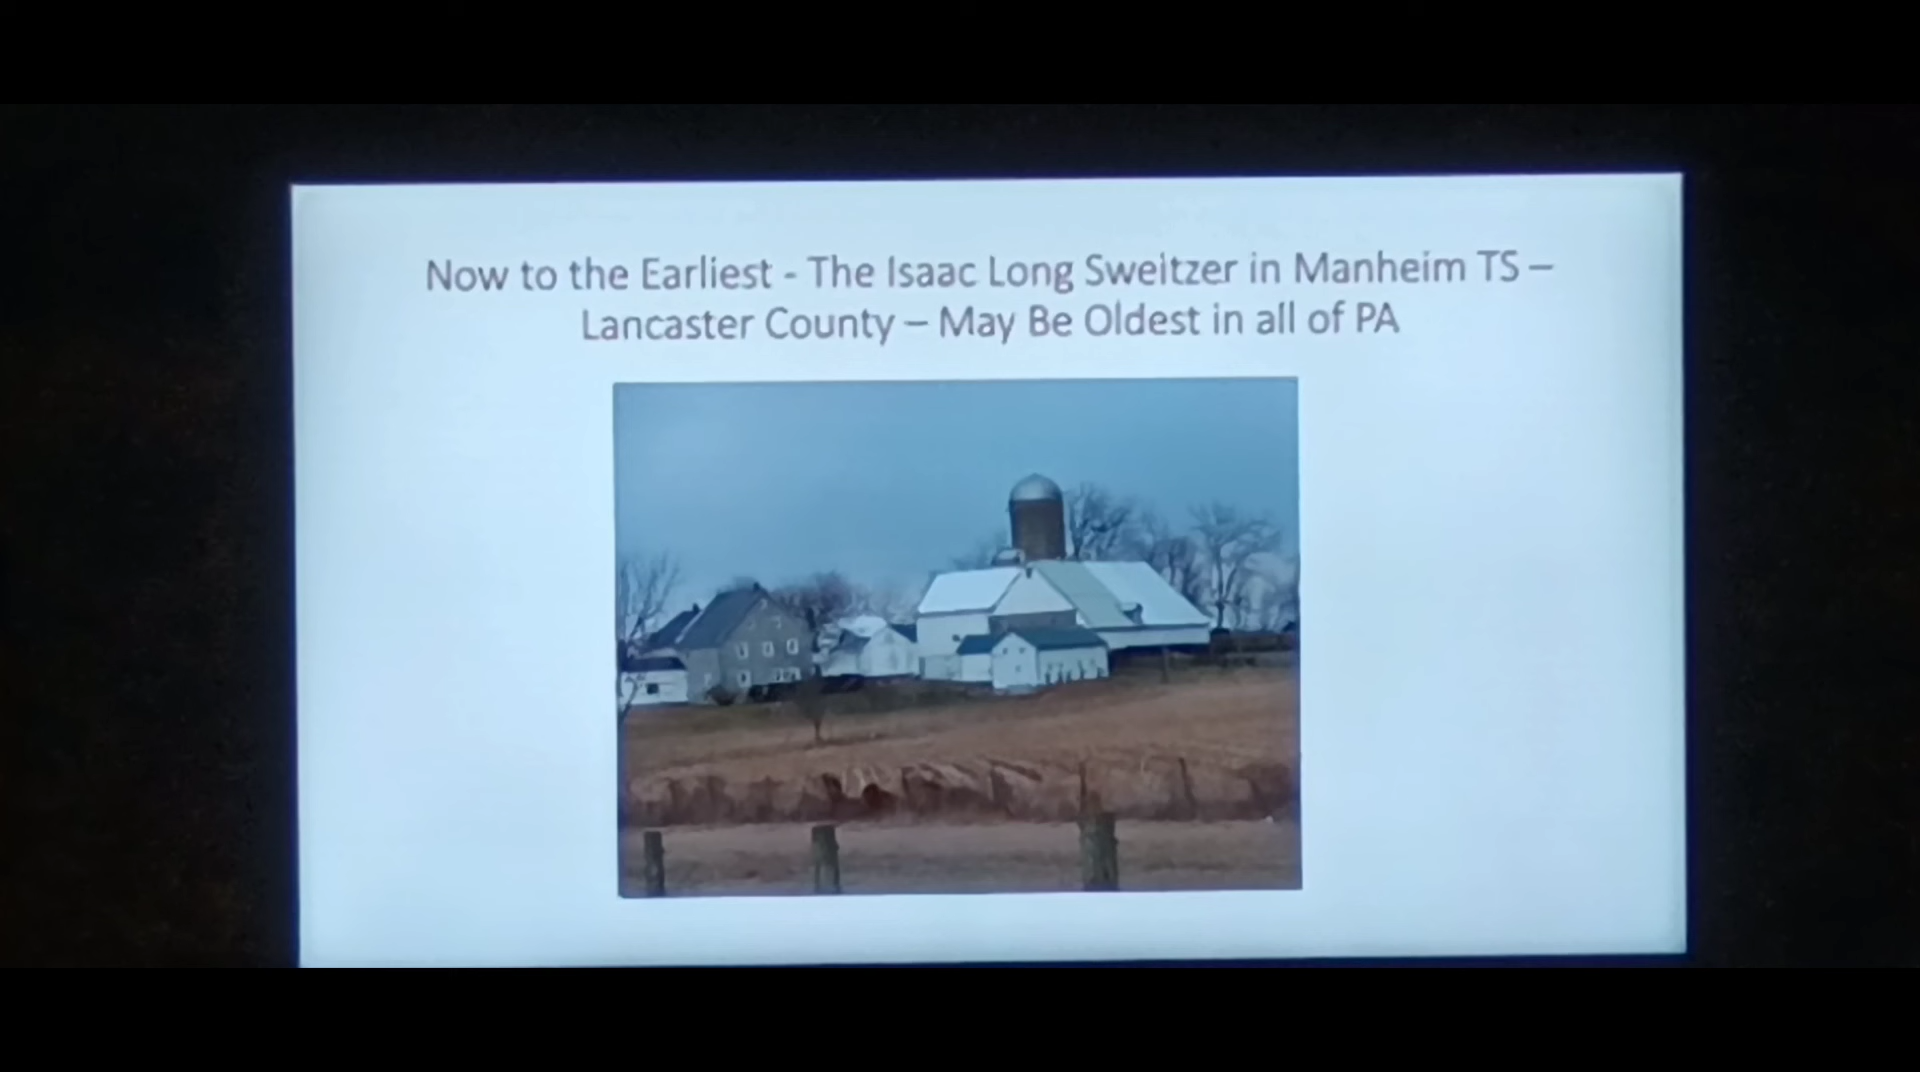 Now to the Earliest - The Isaac Long Sweitzer in Manheim TS –
Lancaster County – May Be Oldest in all of PA